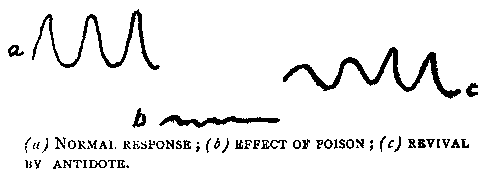 a
b
c
(a) NORMAL RESPONSE; (b) EFFECT OF POISON; (c) REVIVAL
BY ANTIDOTE.